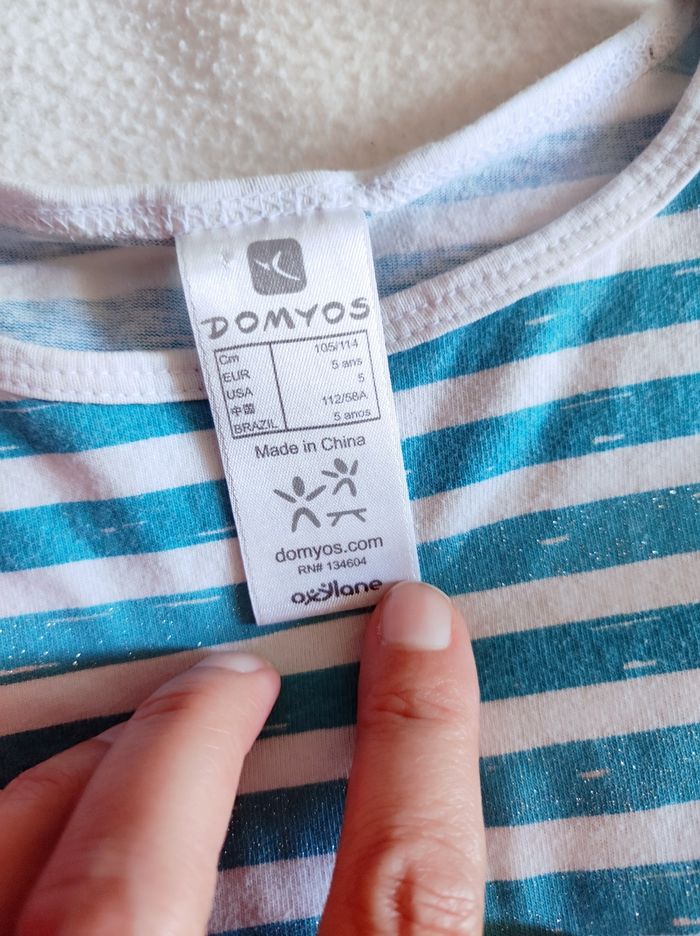 DOMYOS
Cm 105/114
EUR 5 ans
USA 5
中国 112/56A
BRAZIL 5 anos
Made in China
domyos.com
RN# 134604
oxylane